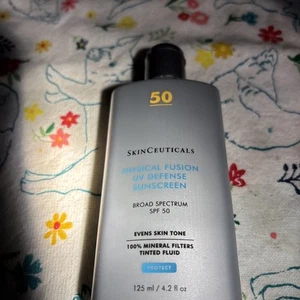 50
SKINCEUTICALS
PHYSICAL FUSION
UV DEFENSE
SUNSCREEN
BROAD SPECTRUM
SPF 50
EVENS SKIN TONE
100% MINERAL FILTERS
TINTED FLUID
PROTECT
125 ml / 4.2 fl oz